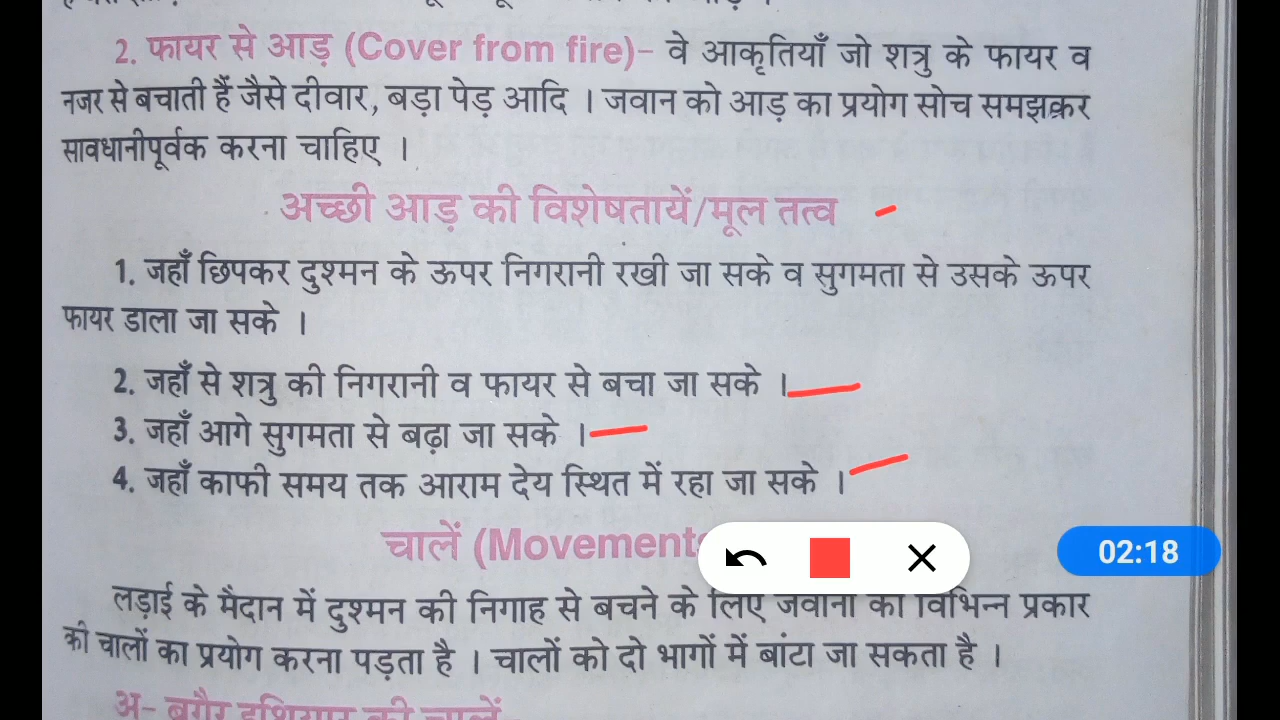 2. फायर से आड़ (Cover from fire)– वे आकृतियाँ जो शत्रु के फायर व
नजर से बचाती हैं जैसे दीवार, बड़ा पेड़ आदि । जवान को आड़ का प्रयोग सोच समझकर
सावधानीपूर्वक करना चाहिए ।
अच्छी आड़ की विशेषतायें/मूल तत्व
1. जहाँ छिपकर दुश्मन के ऊपर निगरानी रखी जा सके व सुगमता से उसके ऊपर
फायर डाला जा सके ।
2. जहाँ से शत्रु की निगरानी व फायर से बचा जा सके ।
3. जहाँ आगे सुगमता से बढ़ा जा सके ।
4. जहाँ काफी समय तक आराम देय स्थित में रहा जा सके ।
चालें (Movements
02:18
लड़ाई के मैदान में दुश्मन की निगाह से बचने के लिए जवानों को विभिन्न प्रकार
की चालों का प्रयोग करना पड़ता है । चालों को दो भागों में बांटा जा सकता है ।
अ– बगैर हथियार की चालें